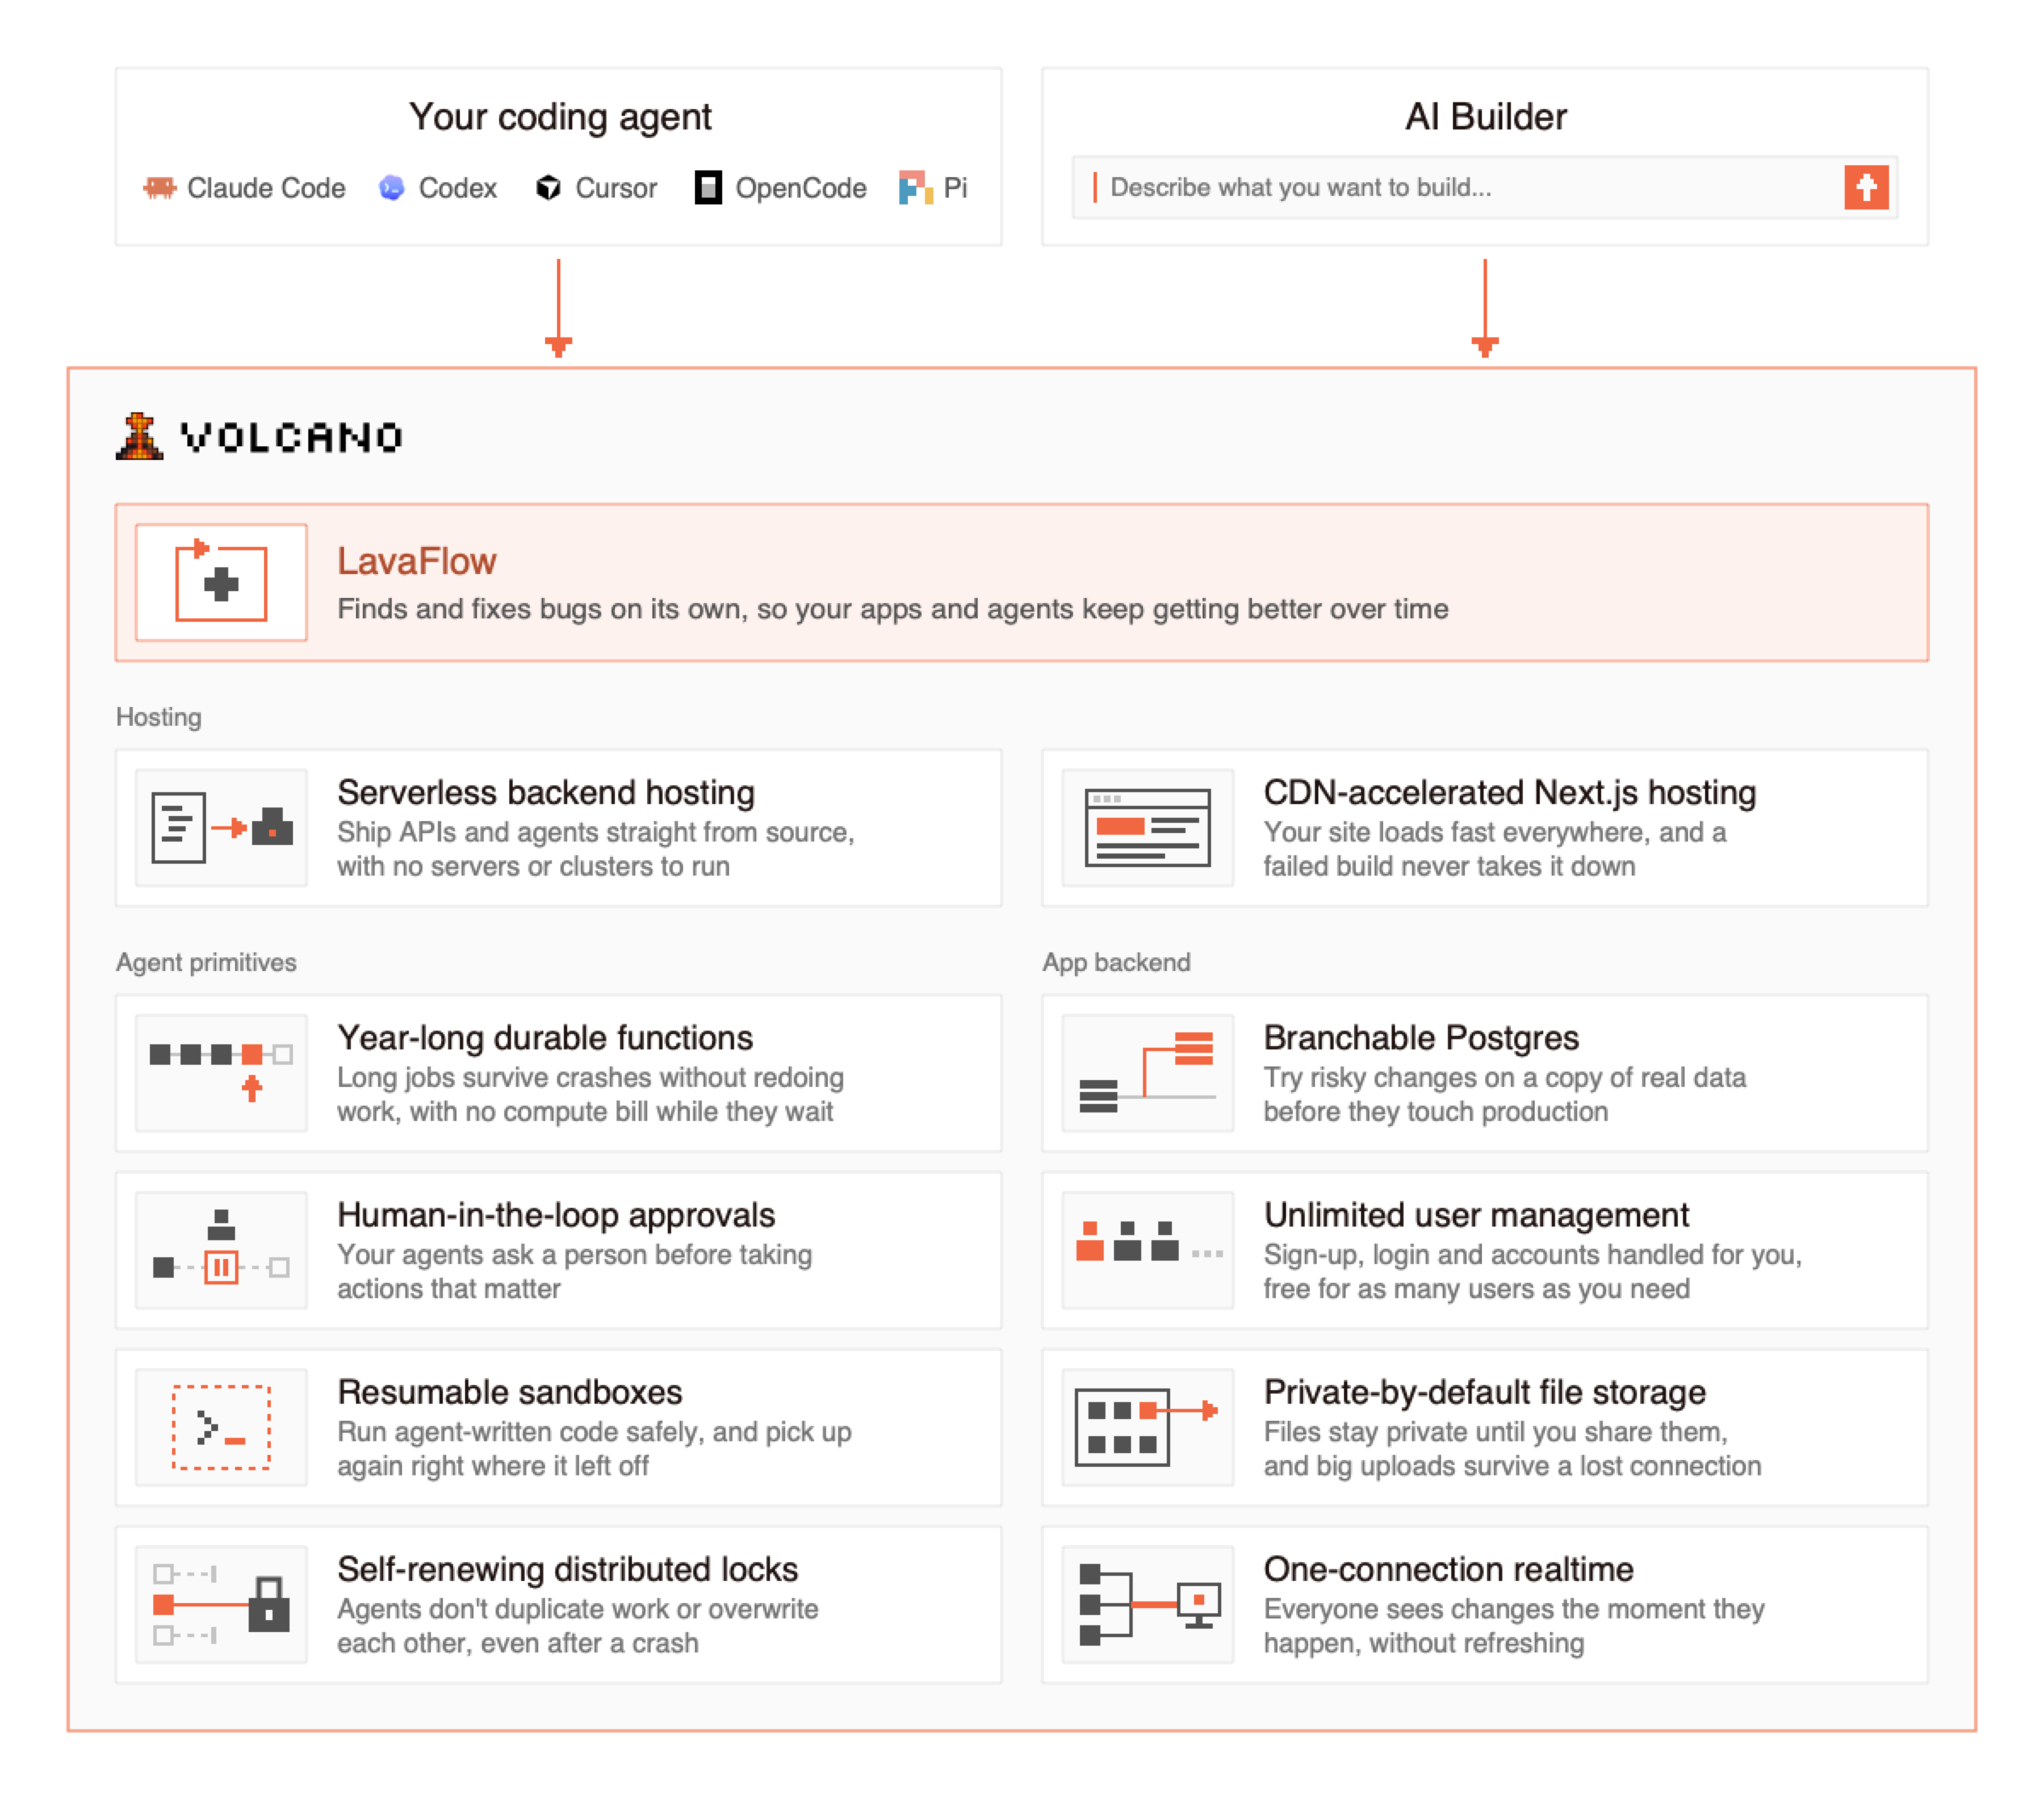 Your coding agent
Claude Code Codex Cursor OpenCode Pi
AI Builder
Describe what you want to build...
VOLCANO
LavaFlow
Finds and fixes bugs on its own, so your apps and agents keep getting better over time
Hosting
Serverless backend hosting
Ship APIs and agents straight from source,
with no servers or clusters to run
CDN-accelerated Next.js hosting
Your site loads fast everywhere, and a
failed build never takes it down
Agent primitives
Year-long durable functions
Long jobs survive crashes without redoing
work, with no compute bill while they wait
Human-in-the-loop approvals
Your agents ask a person before taking
actions that matter
Resumable sandboxes
Run agent-written code safely, and pick up
again right where it left off
Self-renewing distributed locks
Agents don't duplicate work or overwrite
each other, even after a crash
App backend
Branchable Postgres
Try risky changes on a copy of real data
before they touch production
Unlimited user management
Sign-up, login and accounts handled for you,
free for as many users as you need
Private-by-default file storage
Files stay private until you share them,
and big uploads survive a lost connection
One-connection realtime
Everyone sees changes the moment they
happen, without refreshing